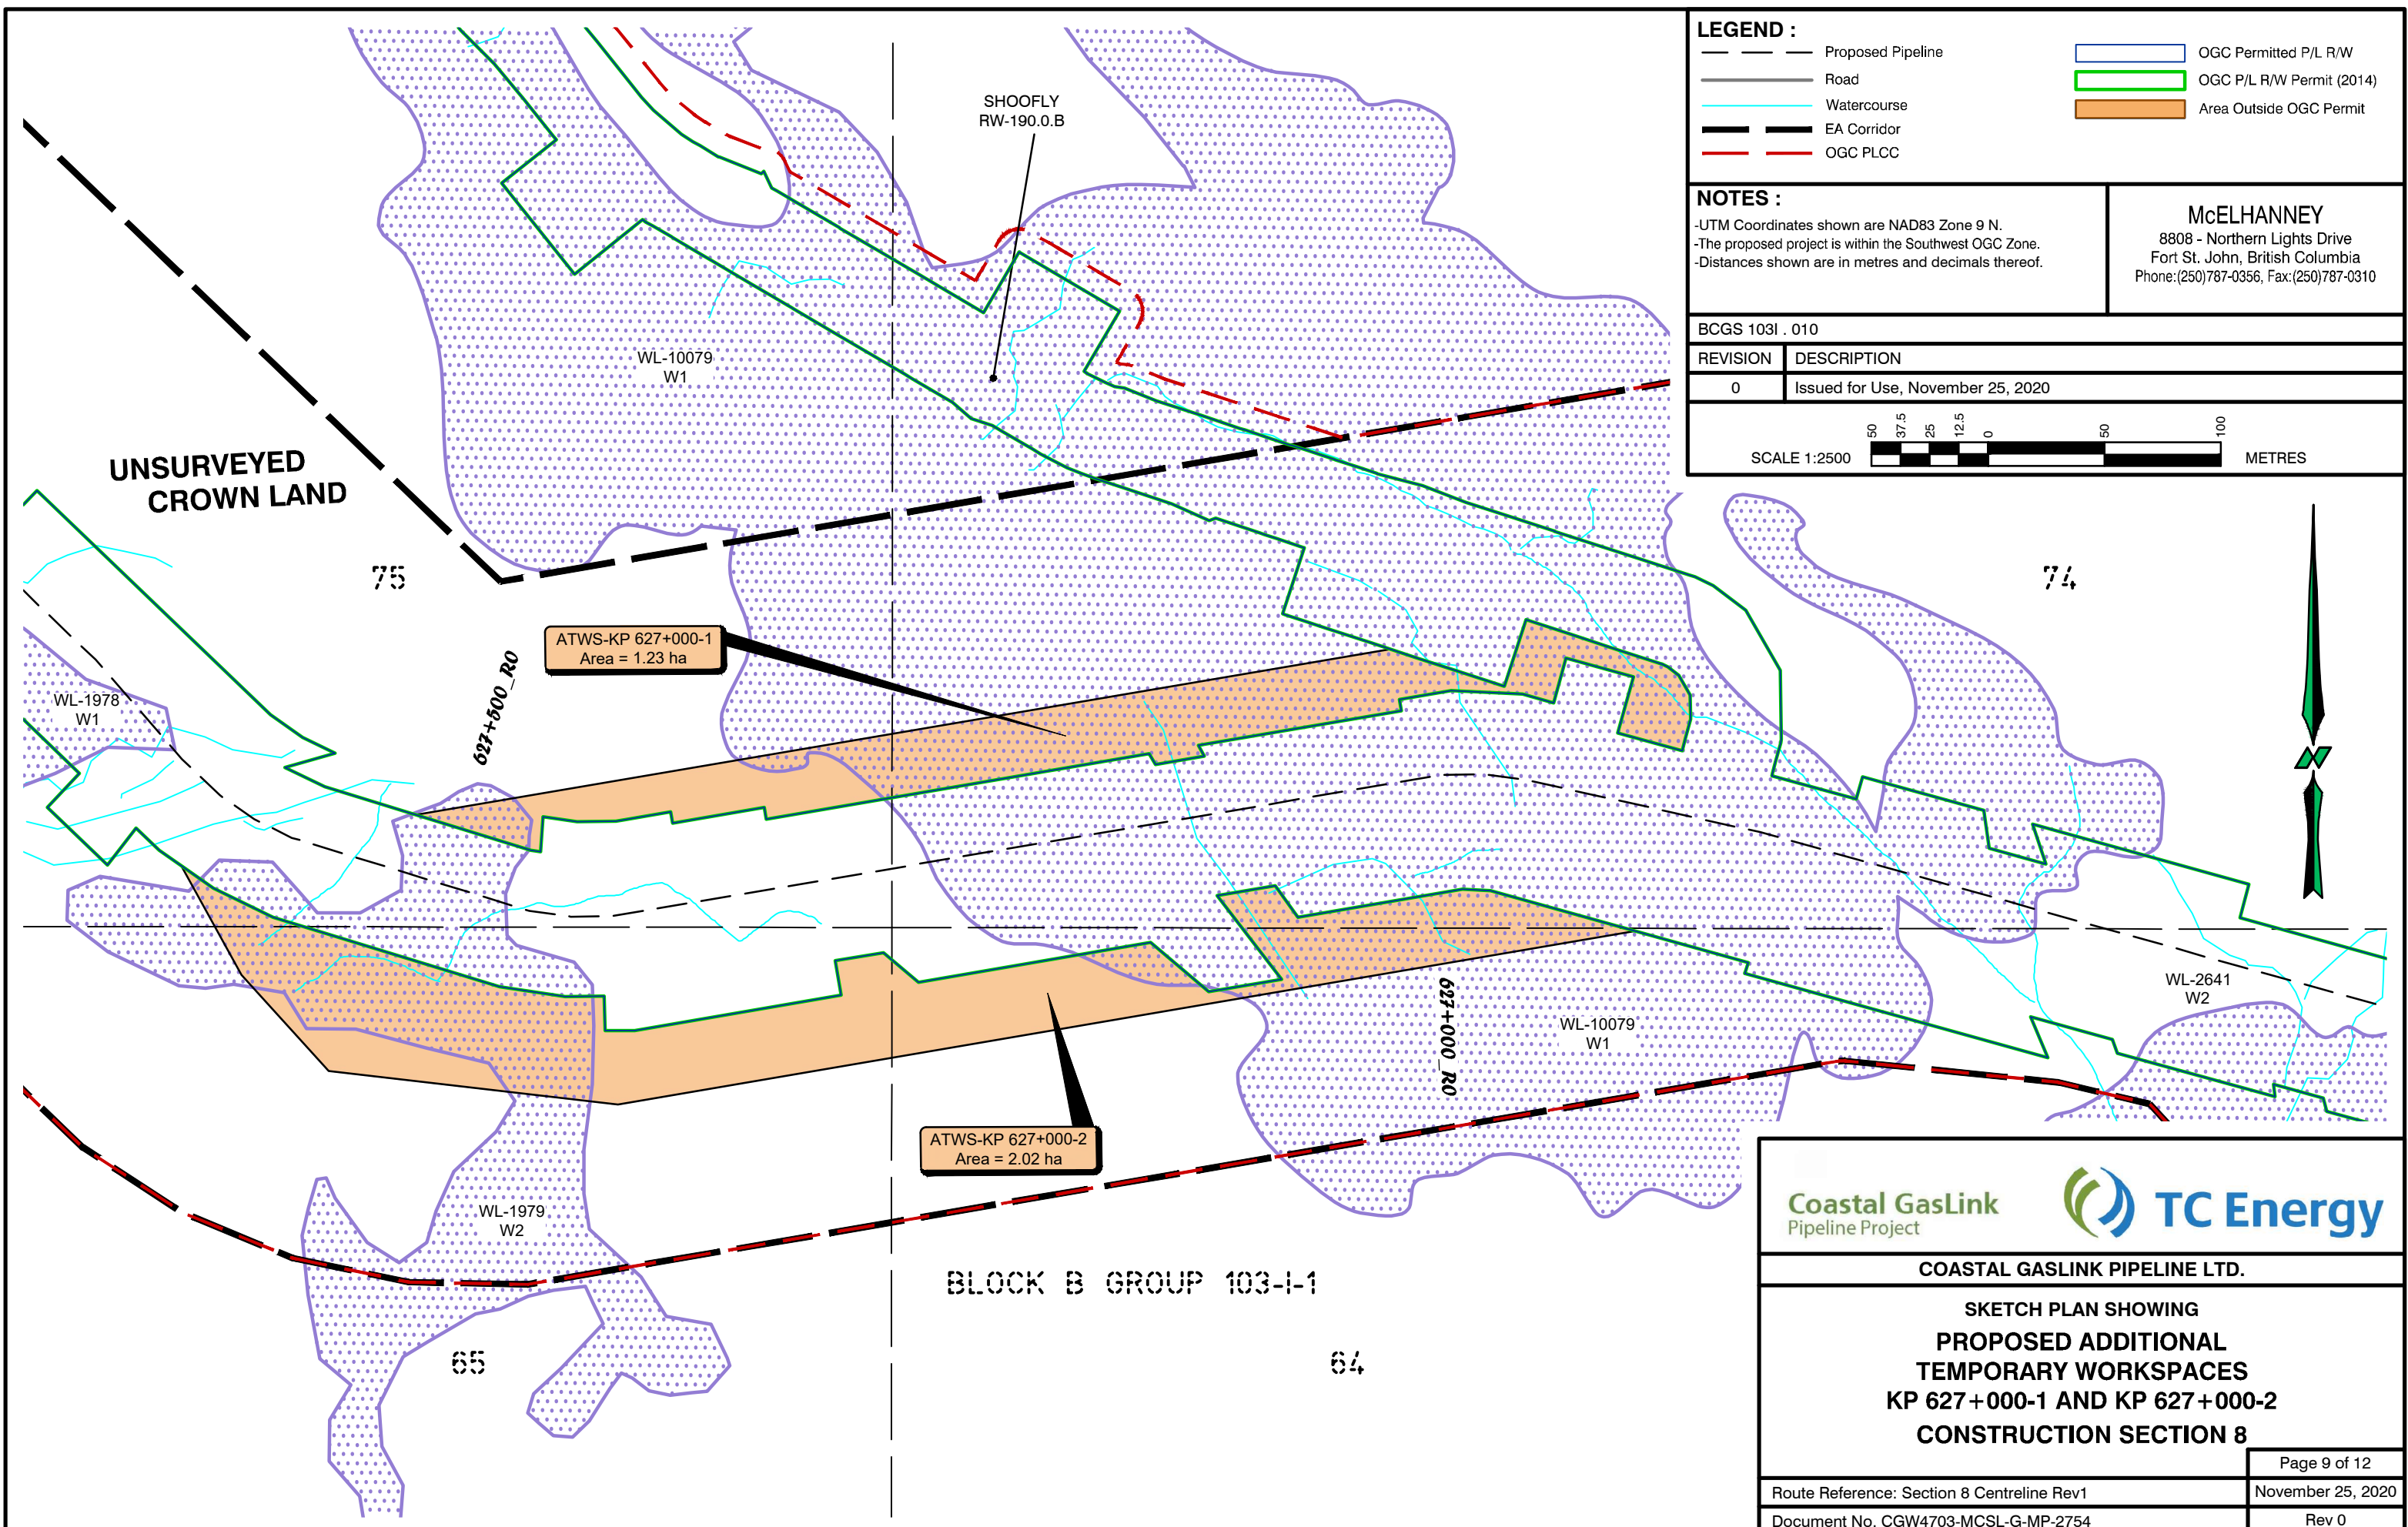 LEGEND :
Proposed Pipeline
Road
Watercourse
EA Corridor
OGC PLCC
OGC Permitted P/L R/W
OGC P/L R/W Permit (2014)
Area Outside OGC Permit
NOTES :
-UTM Coordinates shown are NAD83 Zone 9 N.
-The proposed project is within the Southwest OGC Zone.
-Distances shown are in metres and decimals thereof.
McELHANNEY
8808 - Northern Lights Drive
Fort St. John, British Columbia
Phone:(250)787-0356, Fax:(250)787-0310
BCGS 103I . 010
REVISION DESCRIPTION
0 Issued for Use, November 25, 2020
50 37.5 25 12.5 0 50 100
SCALE 1:2500 METRES
SHOOFLY
RW-190.0.B
WL-10079
W1
UNSURVEYED
CROWN LAND
75
74
ATWS-KP 627+000-1
Area = 1.23 ha
627+500_R0
WL-1978
W1
WL-2641
W2
627+000_R0
WL-10079
W1
ATWS-KP 627+000-2
Area = 2.02 ha
WL-1979
W2
BLOCK B GROUP 103-I-1
65
64
Coastal GasLink
Pipeline Project
TC Energy
COASTAL GASLINK PIPELINE LTD.
SKETCH PLAN SHOWING
PROPOSED ADDITIONAL
TEMPORARY WORKSPACES
KP 627+000-1 AND KP 627+000-2
CONSTRUCTION SECTION 8
Page 9 of 12
Route Reference: Section 8 Centreline Rev1
November 25, 2020
Document No. CGW4703-MCSL-G-MP-2754
Rev 0